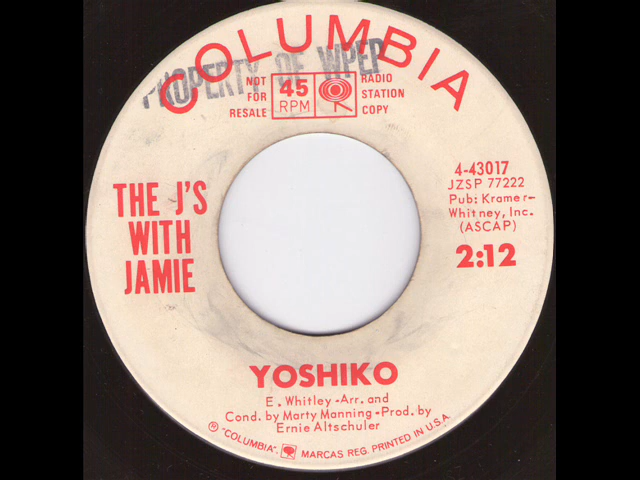 COLUMBIA
PROPERTY OF WPEP
NOT
FOR
RESALE
45
RPM
RADIO
STATION
COPY
4-43017
JZSP 77222
Pub: Kramer-
Whitney, Inc.
(ASCAP)
2:12
THE J'S
WITH
JAMIE
YOSHIKO
E. Whitley -Arr. and
Cond. by Marty Manning -Prod. by
Ernie Altschuler
® "COLUMBIA", MARCAS REG. PRINTED IN U.S.A.